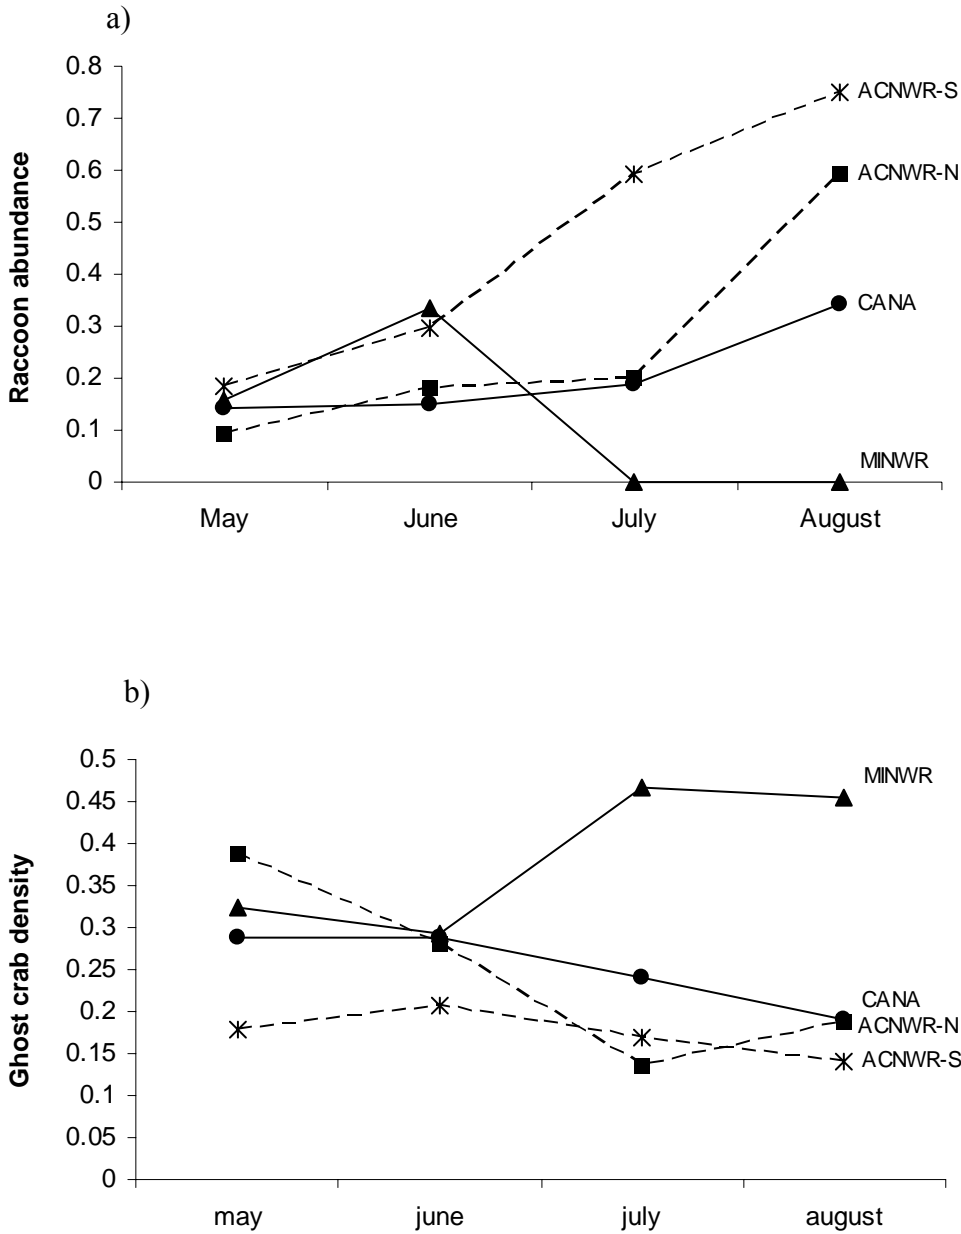 a)
0.8
0.7
0.6
0.5
0.4
0.3
0.2
0.1
0
Raccoon abundance
ACNWR-S
ACNWR-N
CANA
MINWR
May June July August
b)
0.5
0.45
0.4
0.35
0.3
0.25
0.2
0.15
0.1
0.05
0
Ghost crab density
MINWR
CANA
ACNWR-N
ACNWR-S
may june july august